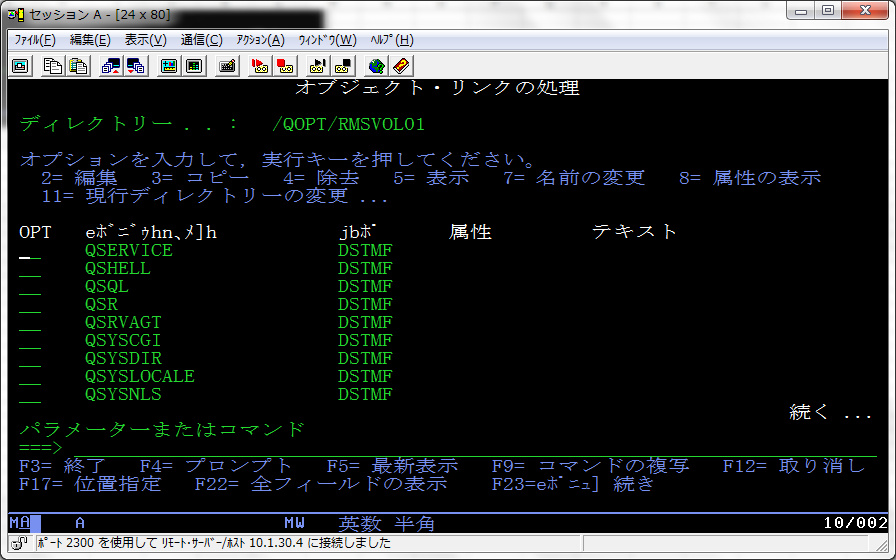 セッション A - [24 x 80]
ﾌｧｲﾙ(F) 編集(E) 表示(V) 通信(C) ｱｸｼｮﾝ(A) ｳｨﾝﾄﾞｳ(W) ﾍﾙﾌﾟ(H)
オブジェクト・リンクの処理
ディレクトリー . . : /QOPT/RMSVOL01
オプションを入力して, 実行キーを押してください。
2= 編集 3= コピー 4= 除去 5= 表示 7= 名前の変更 8= 属性の表示
11= 現行ディレクトリーの変更 ...
OPT eﾎﾞﾆﾞｩhn､ﾒ]h jbﾎﾞ 属性 テキスト
QSERVICE DSTMF
QSHELL DSTMF
QSQL DSTMF
QSR DSTMF
QSRVAGT DSTMF
QSYSCGI DSTMF
QSYSDIR DSTMF
QSYSLOCALE DSTMF
QSYSNLS DSTMF
続く ...
パラメーターまたはコマンド
===>
F3= 終了 F4= プロンプト F5= 最新表示 F9= コマンドの複写 F12= 取り消し
F17= 位置指定 F22= 全フィールドの表示 F23=eﾎﾞﾆｭ] 続き
MA A MW 英数 半角 10/002
ﾎﾟｰﾄ 2300 を使用して ﾘﾓｰﾄ･ｻｰﾊﾞｰ/ﾎｽﾄ 10.1.30.4 に接続しました